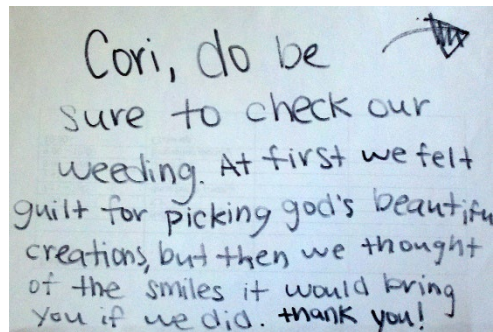 Cori, do be
sure to check our
weeding. At first we felt
guilt for picking god's beautiful
creations, but then we thought
of the smiles it would bring
you if we did. thank you!